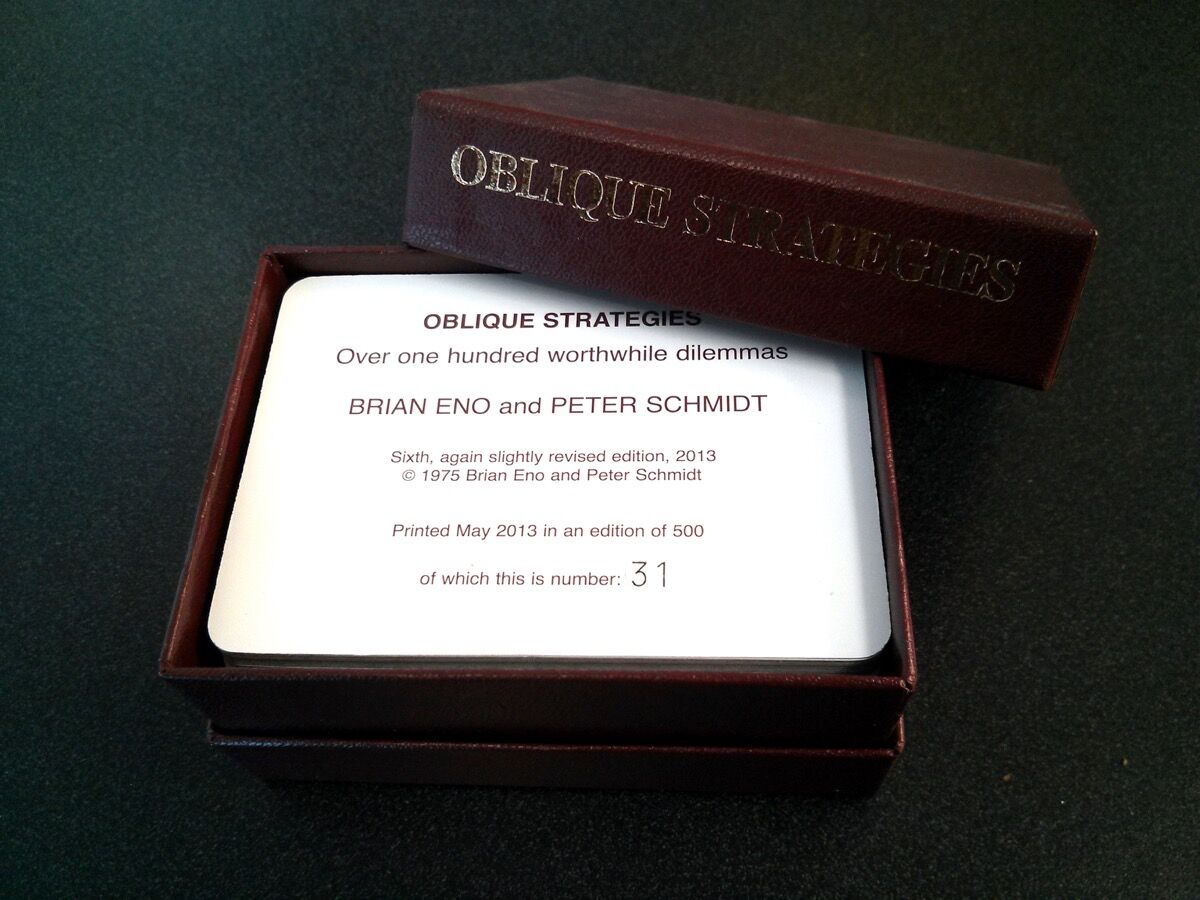 OBLIQUE STRATEGIES
OBLIQUE STRATEGIES
Over one hundred worthwhile dilemmas
BRIAN ENO and PETER SCHMIDT
Sixth, again slightly revised edition, 2013
© 1975 Brian Eno and Peter Schmidt
Printed May 2013 in an edition of 500
of which this is number: 31